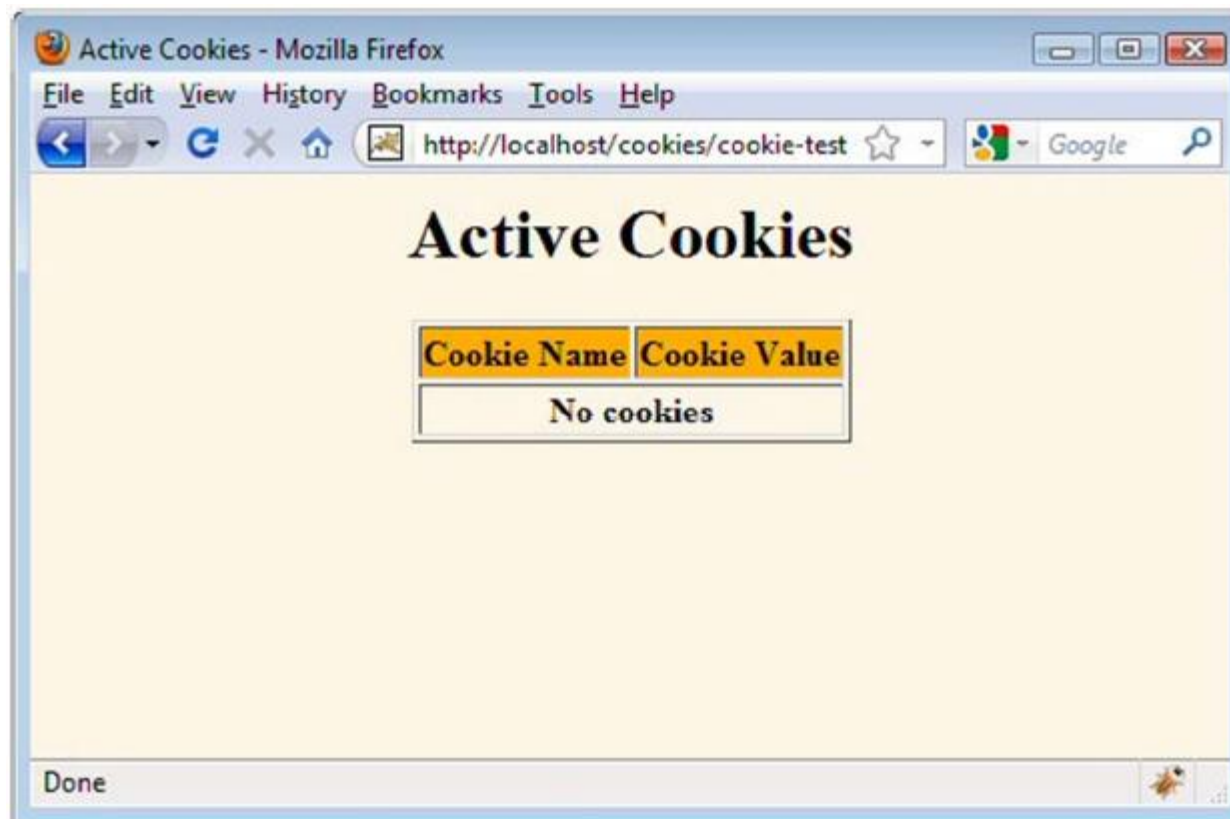 Active Cookies - Mozilla Firefox
File Edit View History Bookmarks Tools Help
http://localhost/cookies/cookie-test
Google
Active Cookies
Cookie Name Cookie Value
No cookies
Done